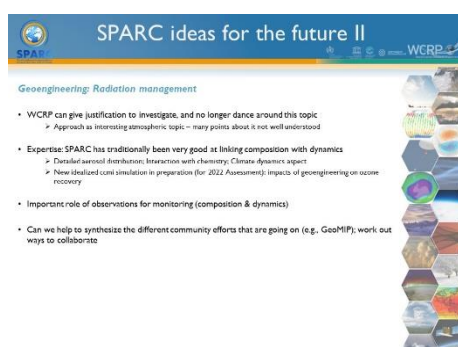 SPARC ideas for the future II
SPARC
WCRP
Geoengineering: Radiation management
• WCRP can give justification to investigate, and no longer dance around this topic
➢ Approach as interesting atmospheric topic – many points about it not well understood
• Expertise: SPARC has traditionally been very good at linking composition with dynamics
➢ Detailed aerosol distribution; Interaction with chemistry; Climate dynamics aspect
➢ New idealized ccmi simulation in preparation (for 2022 Assessment): impacts of geoengineering on ozone
recovery
• Important role of observations for monitoring (composition & dynamics)
• Can we help to synthesize the different community efforts that are going on (e.g., GeoMIP); work out
ways to collaborate